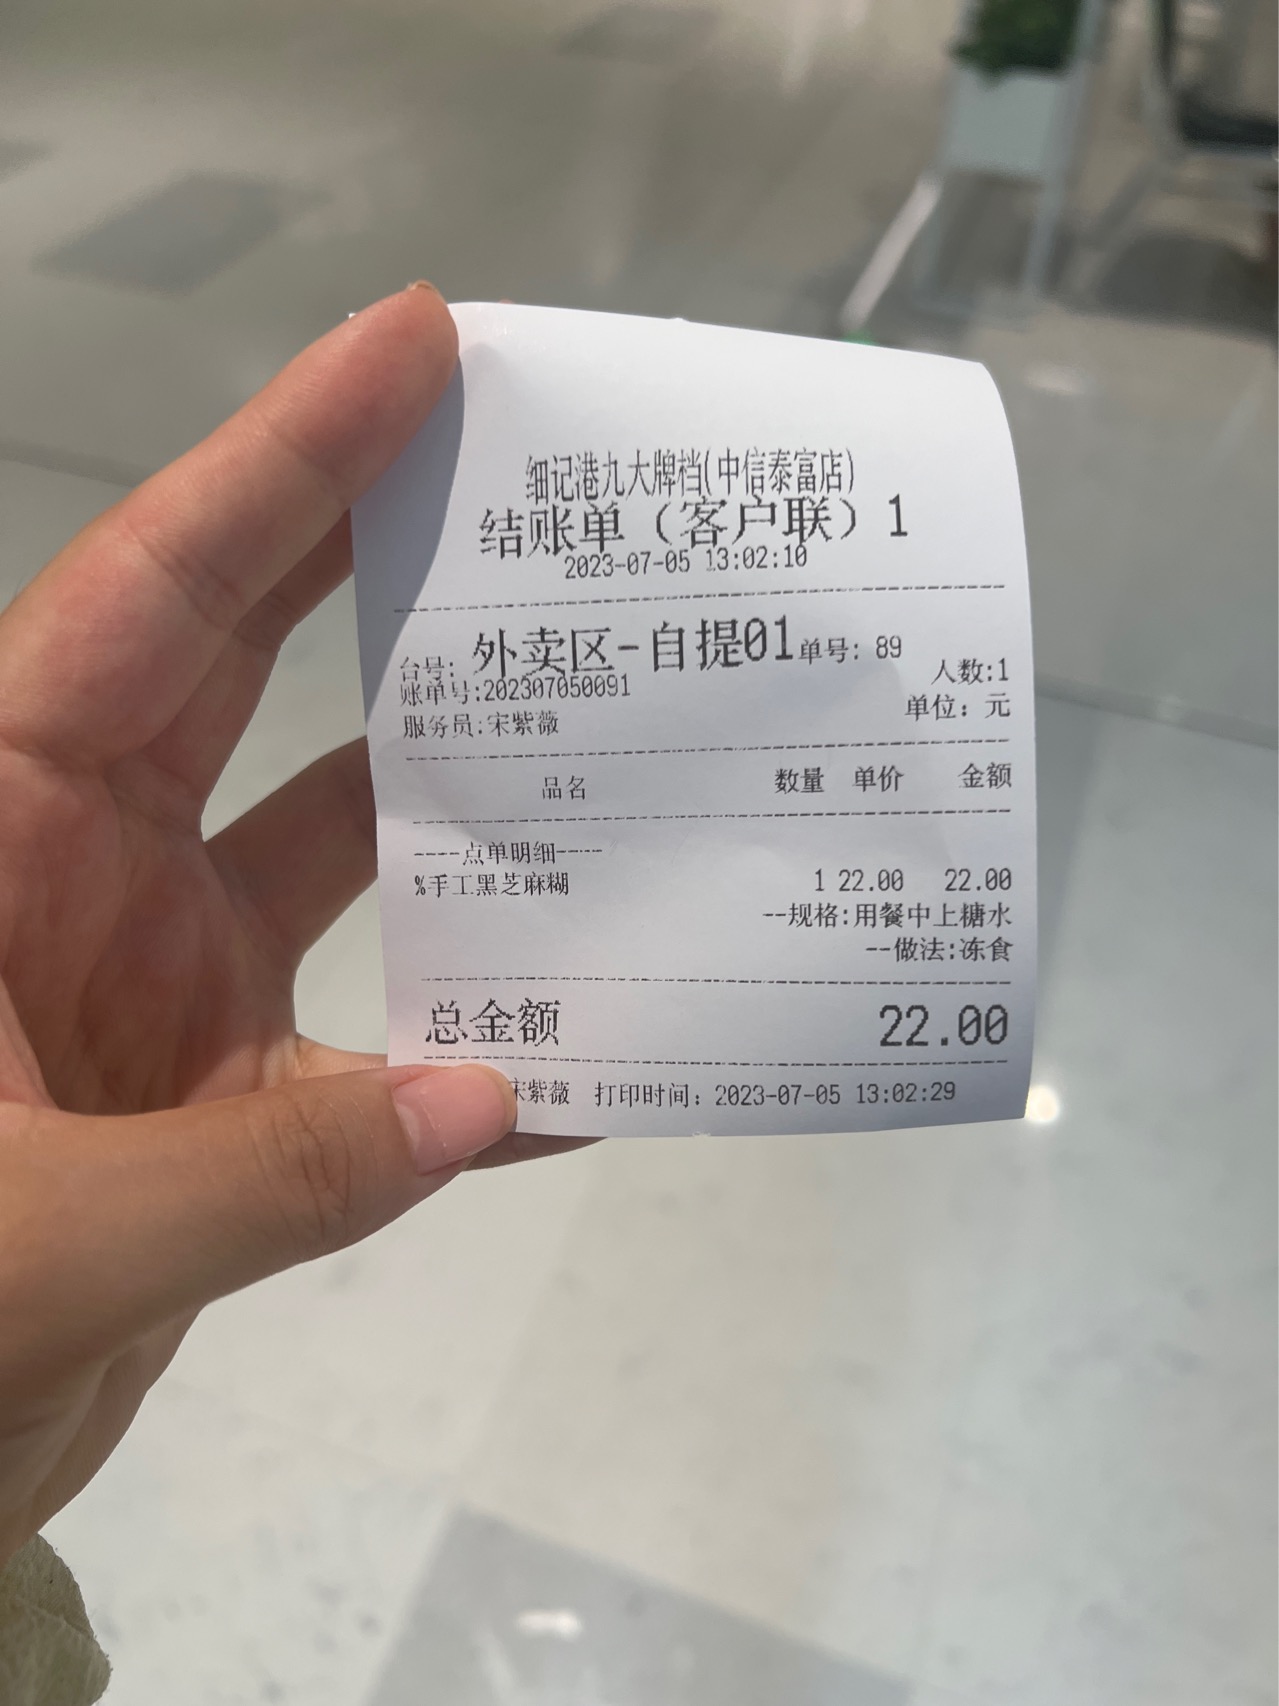 细记港九大牌档(中信泰富店)
结账单（客户联）1
2023-07-05 13:02:10
台号: 外卖区-自提01 单号: 89
人数:1
账单号:202307050091
单位: 元
服务员:宋紫薇
品名 数量 单价 金额
----点单明细----
%手工黑芝麻糊 1 22.00 22.00
--规格:用餐中上糖水
--做法:冻食
总金额 22.00
宋紫薇 打印时间: 2023-07-05 13:02:29